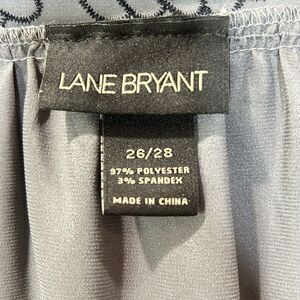 LANE BRYANT
26/28
97% POLYESTER
3% SPANDEX
MADE IN CHINA